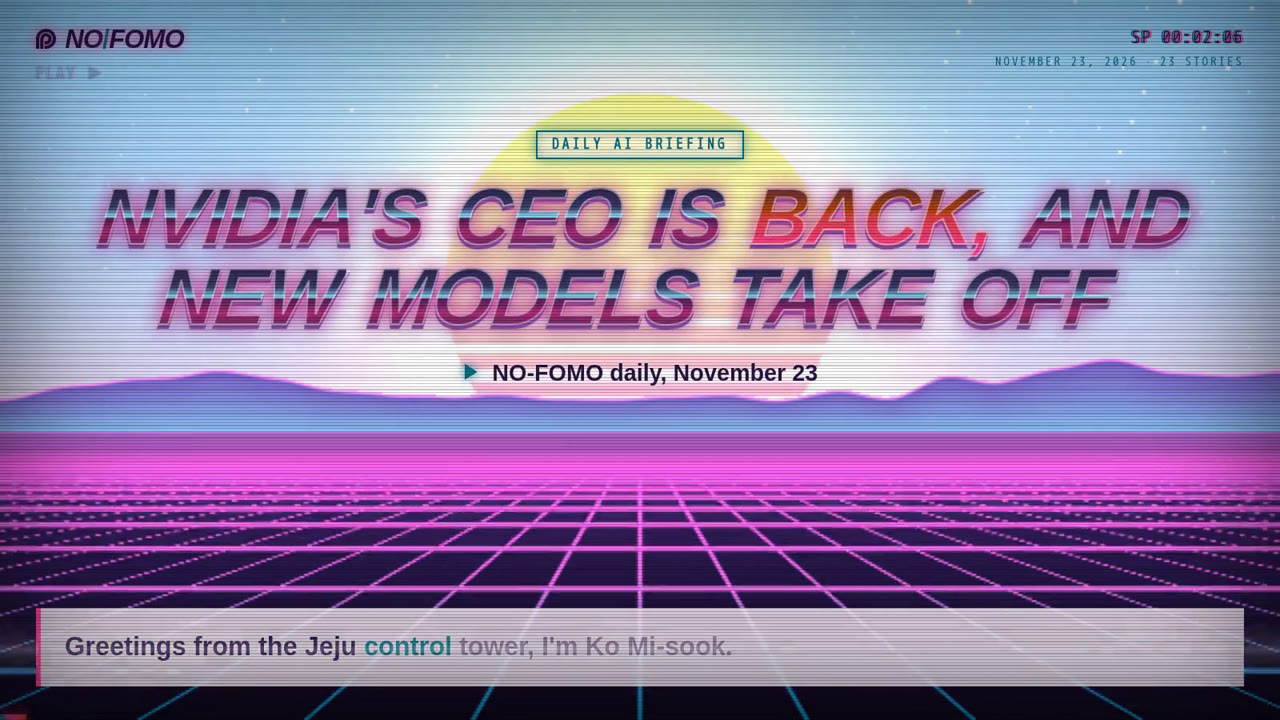 NO/FOMO
PLAY ▶
SP 00:02:06
NOVEMBER 23, 2026 · 23 STORIES
DAILY AI BRIEFING
NVIDIA'S CEO IS BACK, AND
NEW MODELS TAKE OFF
▶ NO-FOMO daily, November 23
Greetings from the Jeju control tower, I'm Ko Mi-sook.